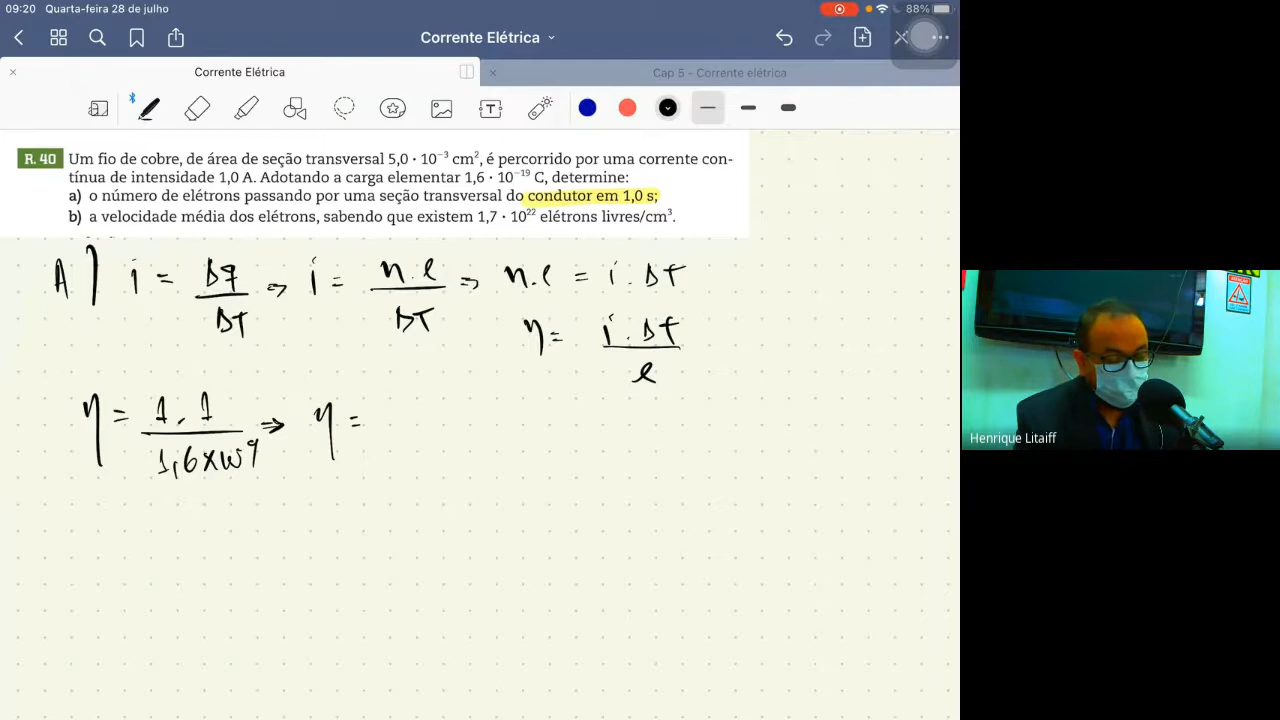 09:20 Quarta-feira 28 de julho
88%
Corrente Elétrica
Corrente Elétrica
Cap 5 - Corrente elétrica
R. 40 Um fio de cobre, de área de seção transversal 5,0 · 10⁻³ cm², é percorrido por uma corrente con-
tínua de intensidade 1,0 A. Adotando a carga elementar 1,6 · 10⁻¹⁹ C, determine:
a) o número de elétrons passando por uma seção transversal do condutor em 1,0 s;
b) a velocidade média dos elétrons, sabendo que existem 1,7 · 10²² elétrons livres/cm³.
A) i = Δq/ΔT ⇒ i = n.e/ΔT ⇒ n.e = i.Δt
n = i.Δt/e
n = 1.1/1,6x10⁹ ⇒ n =
Henrique Litaiff